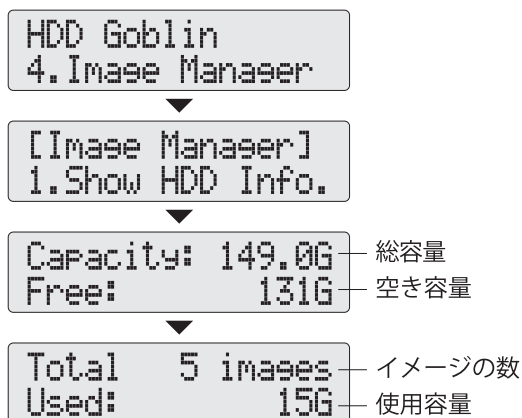 HDD Goblin
4.Image Manager
[Image Manager]
1.Show HDD Info.
Capacity: 149.0G 総容量
Free: 131G 空き容量
Total 5 images イメージの数
Used: 15G 使用容量